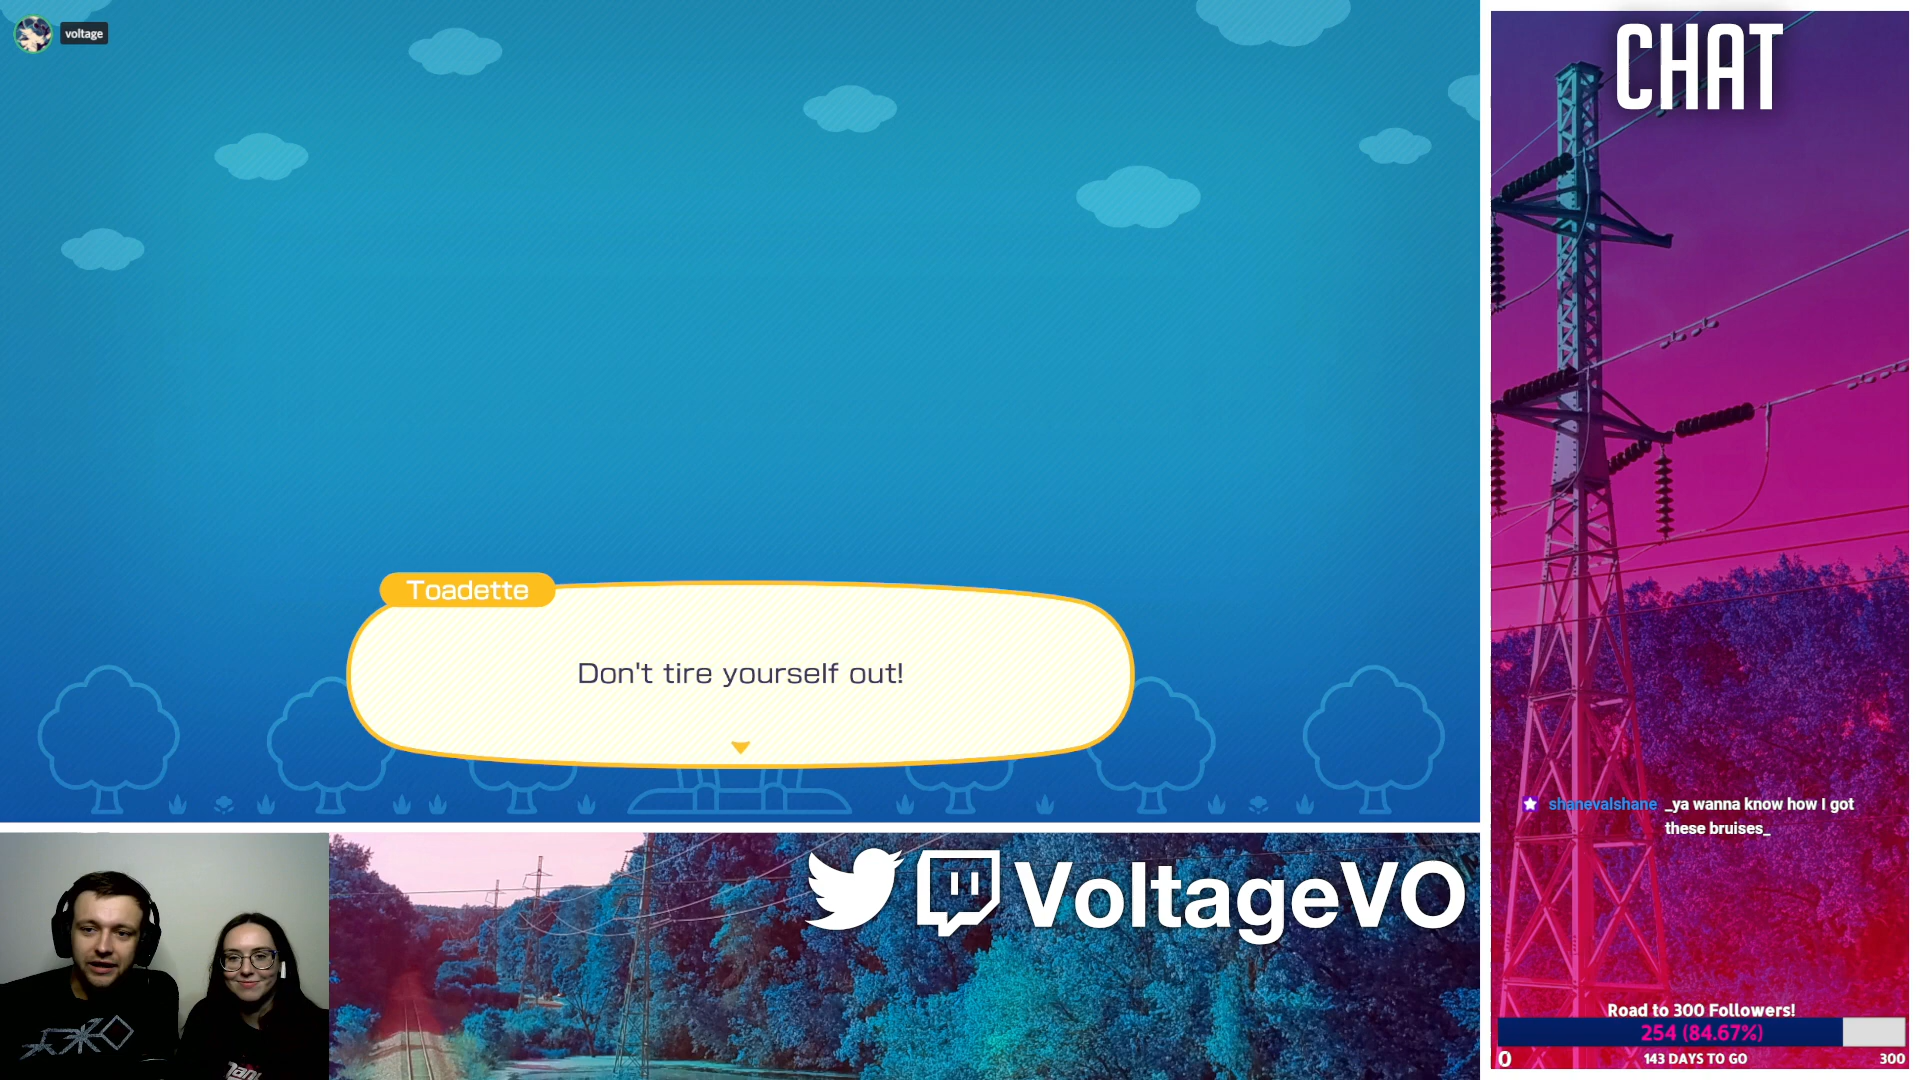 voltage
CHAT
Toadette
Don't tire yourself out!
shanevalshane _ya wanna know how I got
these bruises_
VoltageVO
Road to 300 Followers!
254 (84.67%)
0 143 DAYS TO GO 300